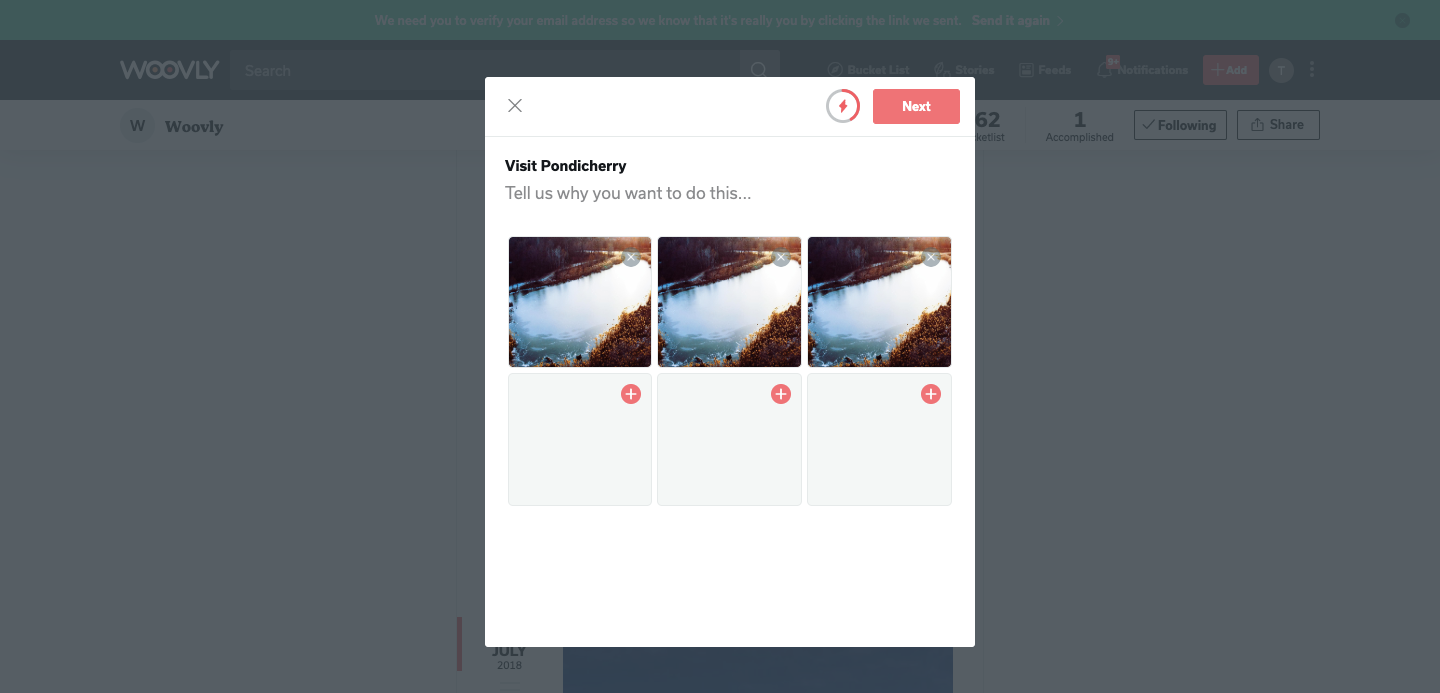 We need you to verify your email address so we know that it's really you by clicking the link we sent. Send it again
WOOVLY
Search
Bucket List
Stories
Feeds
9+
Notifications
+ Add
T
W
Woovly
62
ketlist
1
Accomplished
Following
Share
Next
Visit Pondicherry
Tell us why you want to do this...
JULY
2018